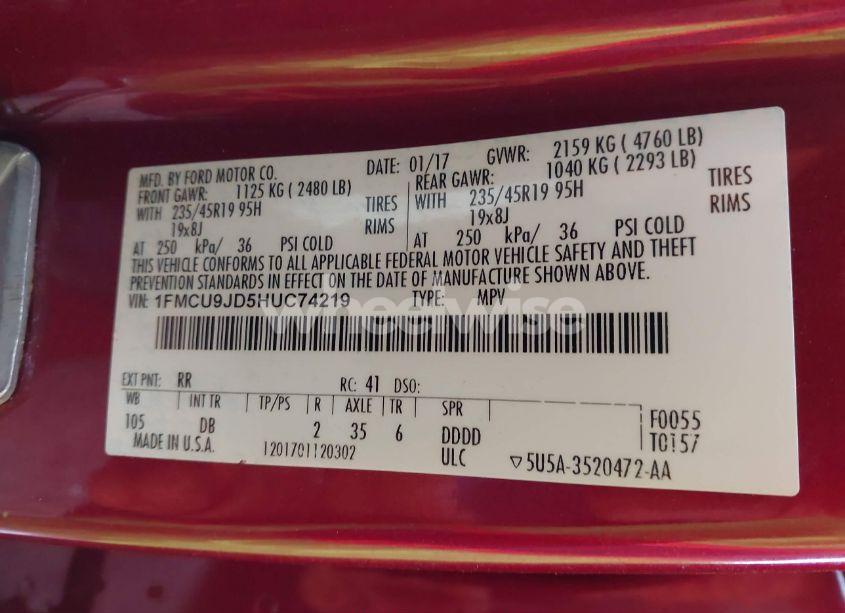 MFD. BY FORD MOTOR CO. DATE: 01/17 GVWR: 2159 KG ( 4760 LB)
FRONT GAWR: 1125 KG ( 2480 LB) REAR GAWR: 1040 KG ( 2293 LB)
WITH 235/45R19 95H TIRES WITH 235/45R19 95H TIRES
19x8J RIMS 19x8J RIMS
AT 250 kPa/ 36 PSI COLD AT 250 kPa/ 36 PSI COLD
THIS VEHICLE CONFORMS TO ALL APPLICABLE FEDERAL MOTOR VEHICLE SAFETY AND THEFT
PREVENTION STANDARDS IN EFFECT ON THE DATE OF MANUFACTURE SHOWN ABOVE.
VIN: 1FMCU9JD5HUC74219 TYPE: MPV
wheelwise
EXT PNT: RR RC: 41 DSO:
WB INT TR TP/PS R AXLE TR SPR
105 DB 2 35 6 DDDD F0055
MADE IN U.S.A. 1201701120302 ULC T0157
▽5U5A-3520472-AA